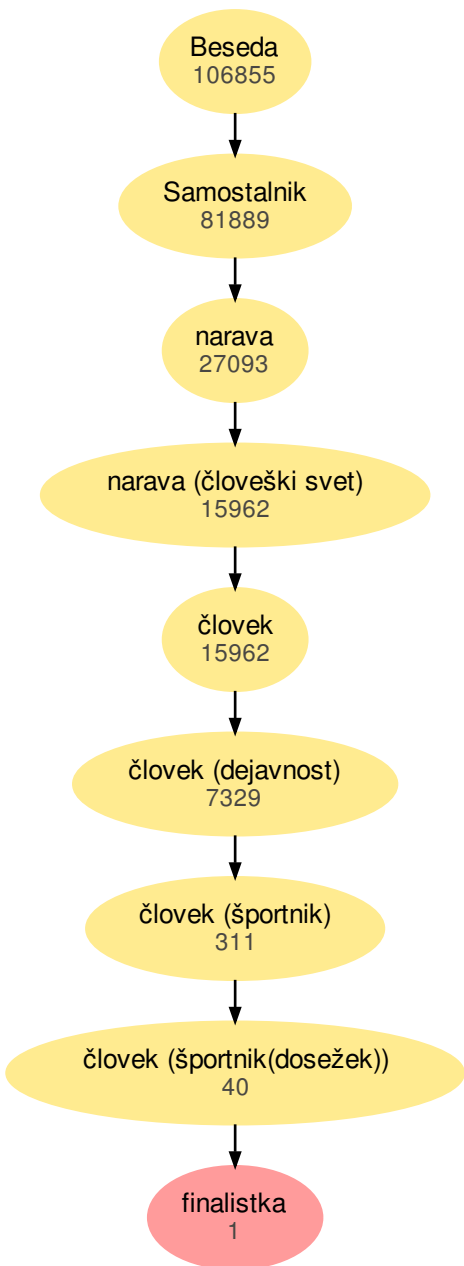 Beseda
106855
Samostalnik
81889
narava
27093
narava (človeški svet)
15962
človek
15962
človek (dejavnost)
7329
človek (športnik)
311
človek (športnik(dosežek))
40
finalistka
1